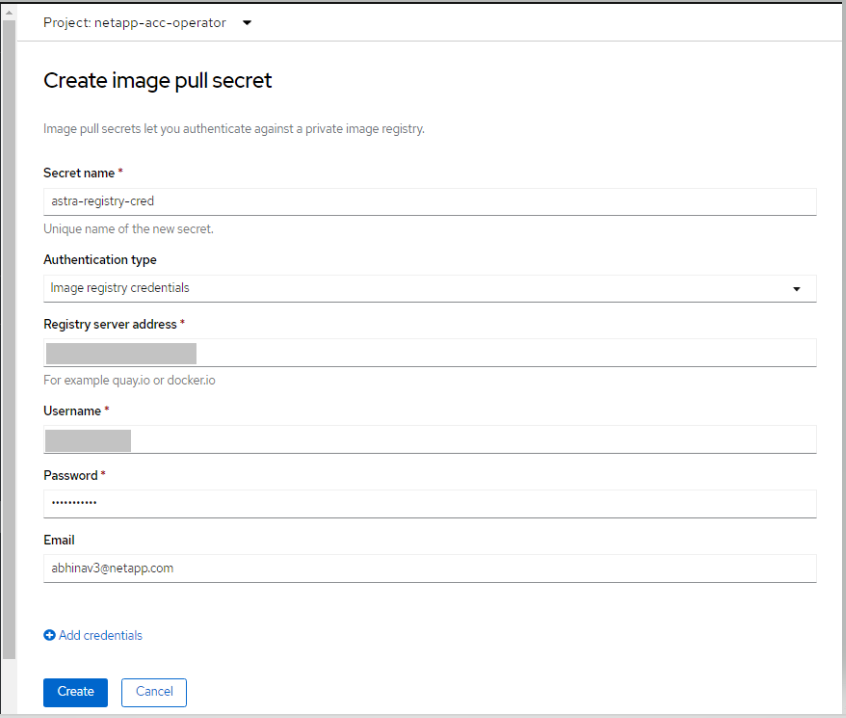 Project: netapp-acc-operator
Create image pull secret
Image pull secrets let you authenticate against a private image registry.
Secret name *
astra-registry-cred
Unique name of the new secret.
Authentication type
Image registry credentials
Registry server address *
For example quay.io or docker.io
Username *
Password *
•••••••••••
Email
abhinav3@netapp.com
Add credentials
Create Cancel